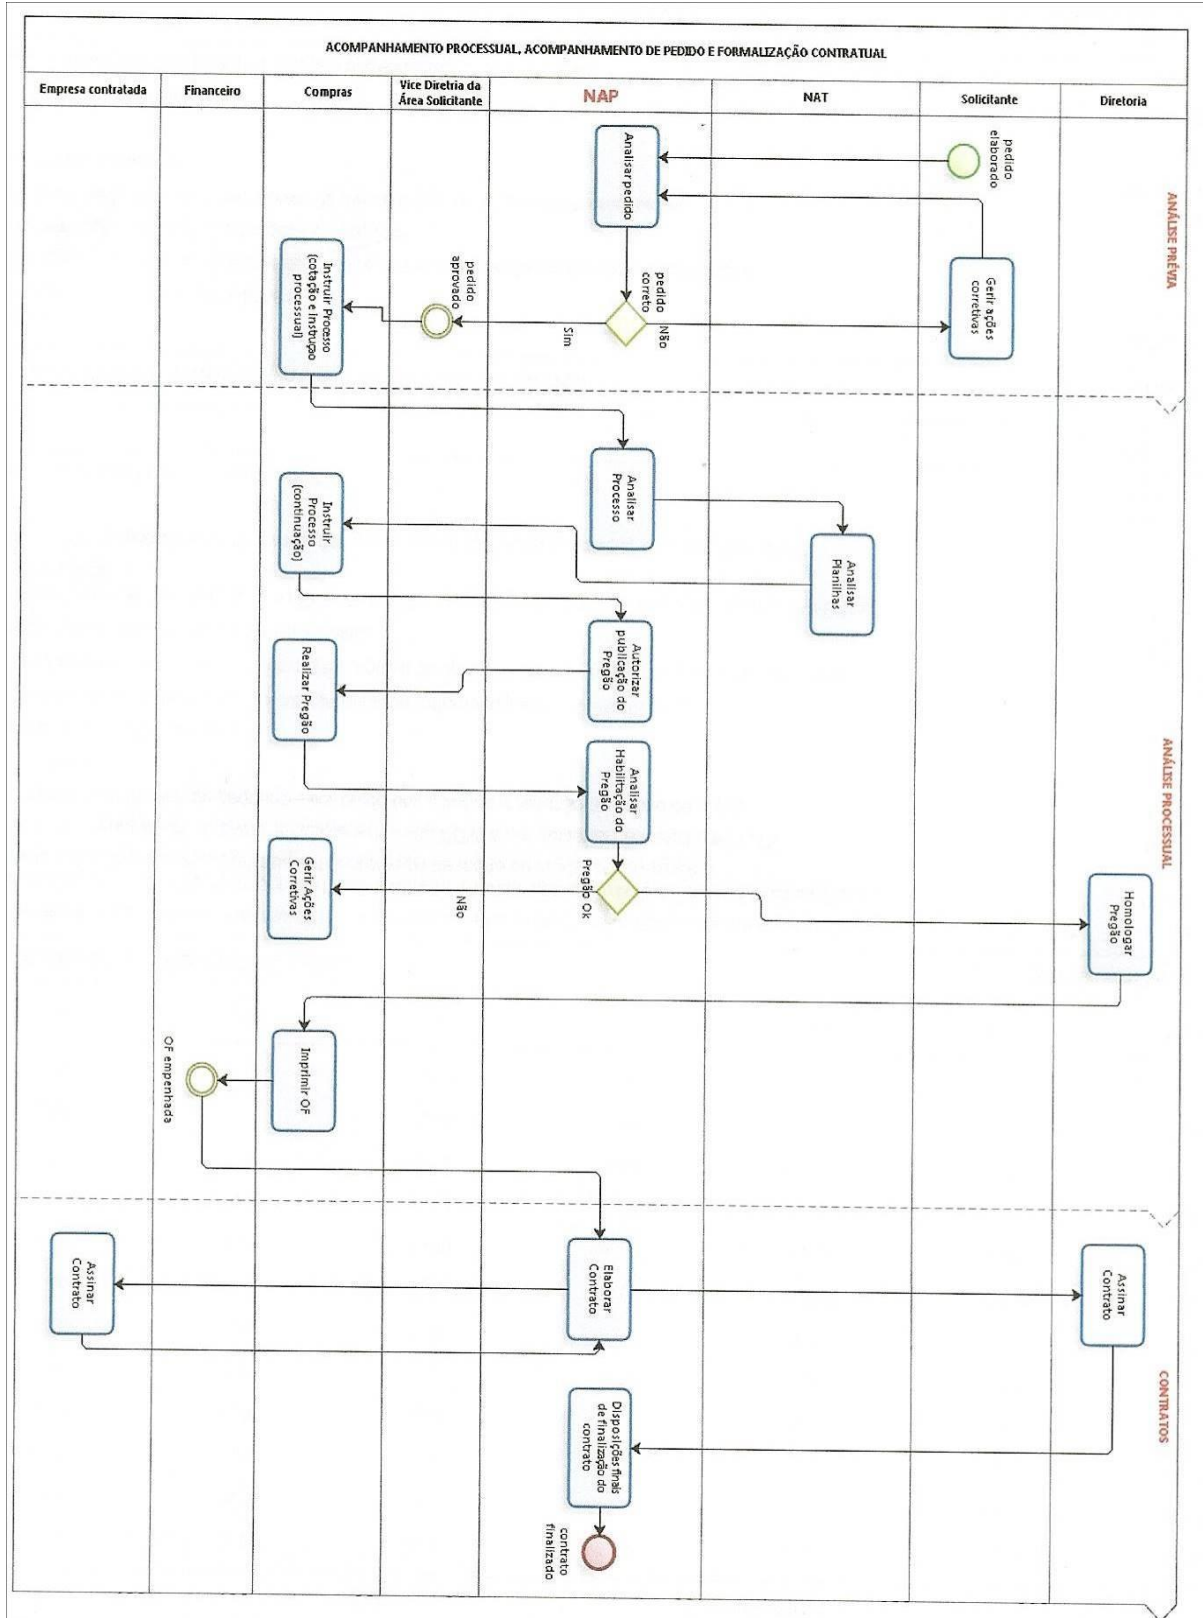 ACOMPANHAMENTO PROCESSUAL, ACOMPANHAMENTO DE PEDIDO E FORMALIZAÇÃO CONTRATUAL
Empresa contratada
Financeiro
Compras
Vice Diretria da
Área Solicitante
NAP
NAT
Solicitante
Diretoria
ANÁLISE PRÉVIA
pedido
elaborado
Analisar pedido
Gerir ações
corretivas
pedido
correto
Não
Sim
pedido
aprovado
Instruir Processo
(cotação e Instrução
processual)
ANÁLISE PROCESSUAL
Analisar
Processo
Analisar
Planilhas
Instruir
Processo
(continuação)
Autorizar
publicação do
Pregão
Realizar Pregão
Analisar
Habilitação do
Pregão
Pregão Ok
Não
Gerir Ações
Corretivas
Homologar
Pregão
Imprimir OF
OF empenhada
CONTRATOS
Elaborar
Contrato
Assinar
Contrato
Assinar
Contrato
Disposições finais
de finalização do
contrato
contrato
finalizado